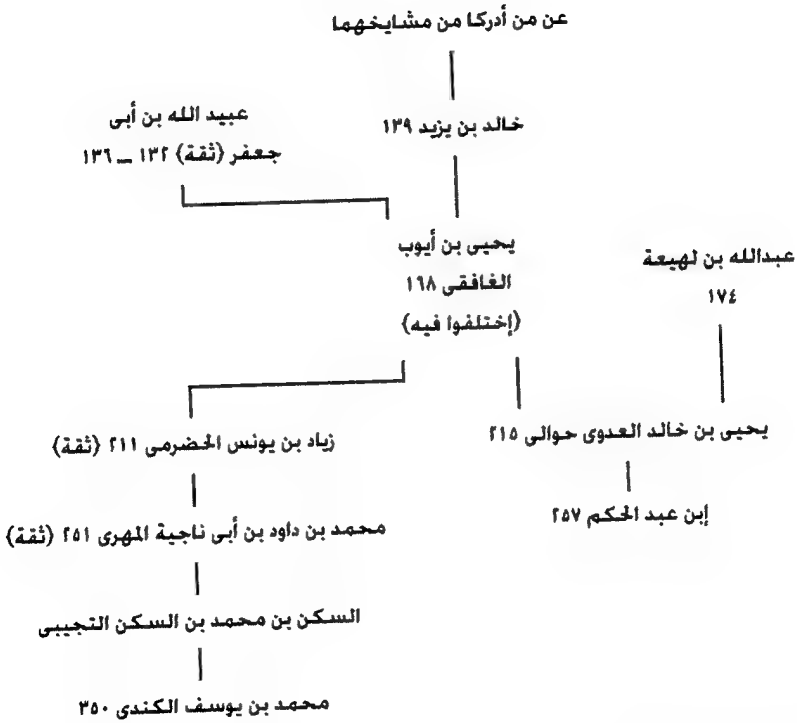 عن من أدركا من مشايخهما
خالد بن يزيد ١٣٩
عبيد الله بن أبى
جعفر (ثقة) ١٣٢ ــ ١٣٦
يحيى بن أيوب
الغافقى ١٦٨
(إختلفوا فيه)
عبدالله بن لهيعة
١٧٤
يحيى بن خالد العدوى حوالى ٢١٥
زياد بن يونس الحضرمى ٢١١ (ثقة)
إبن عبد الحكم ٢٥٧
محمد بن داود بن أبى ناجية المهرى ٢٥١ (ثقة)
السكن بن محمد بن السكن التجيبى
محمد بن يوسف الكندى ٣٥٠